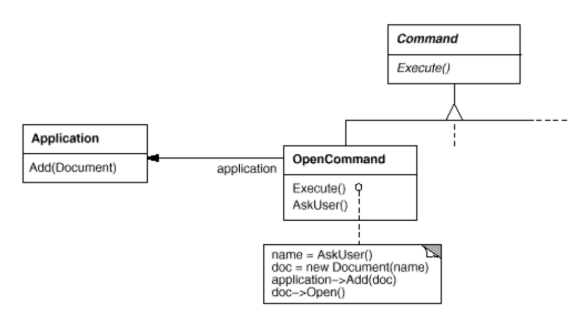 Command
Execute()
Application
Add(Document)
application
OpenCommand
Execute()
AskUser()
name = AskUser()
doc = new Document(name)
application–>Add(doc)
doc–>Open()